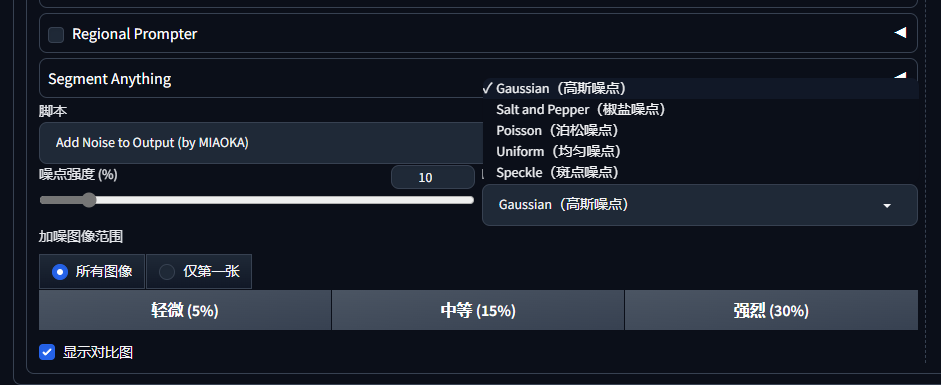 Regional Prompter
Segment Anything
脚本
Add Noise to Output (by MIAOKA)
✓ Gaussian（高斯噪点）
Salt and Pepper（椒盐噪点）
Poisson（泊松噪点）
Uniform（均匀噪点）
Speckle（斑点噪点）
噪点强度 (%)
10
Gaussian（高斯噪点）
加噪图像范围
所有图像
仅第一张
轻微 (5%)
中等 (15%)
强烈 (30%)
显示对比图